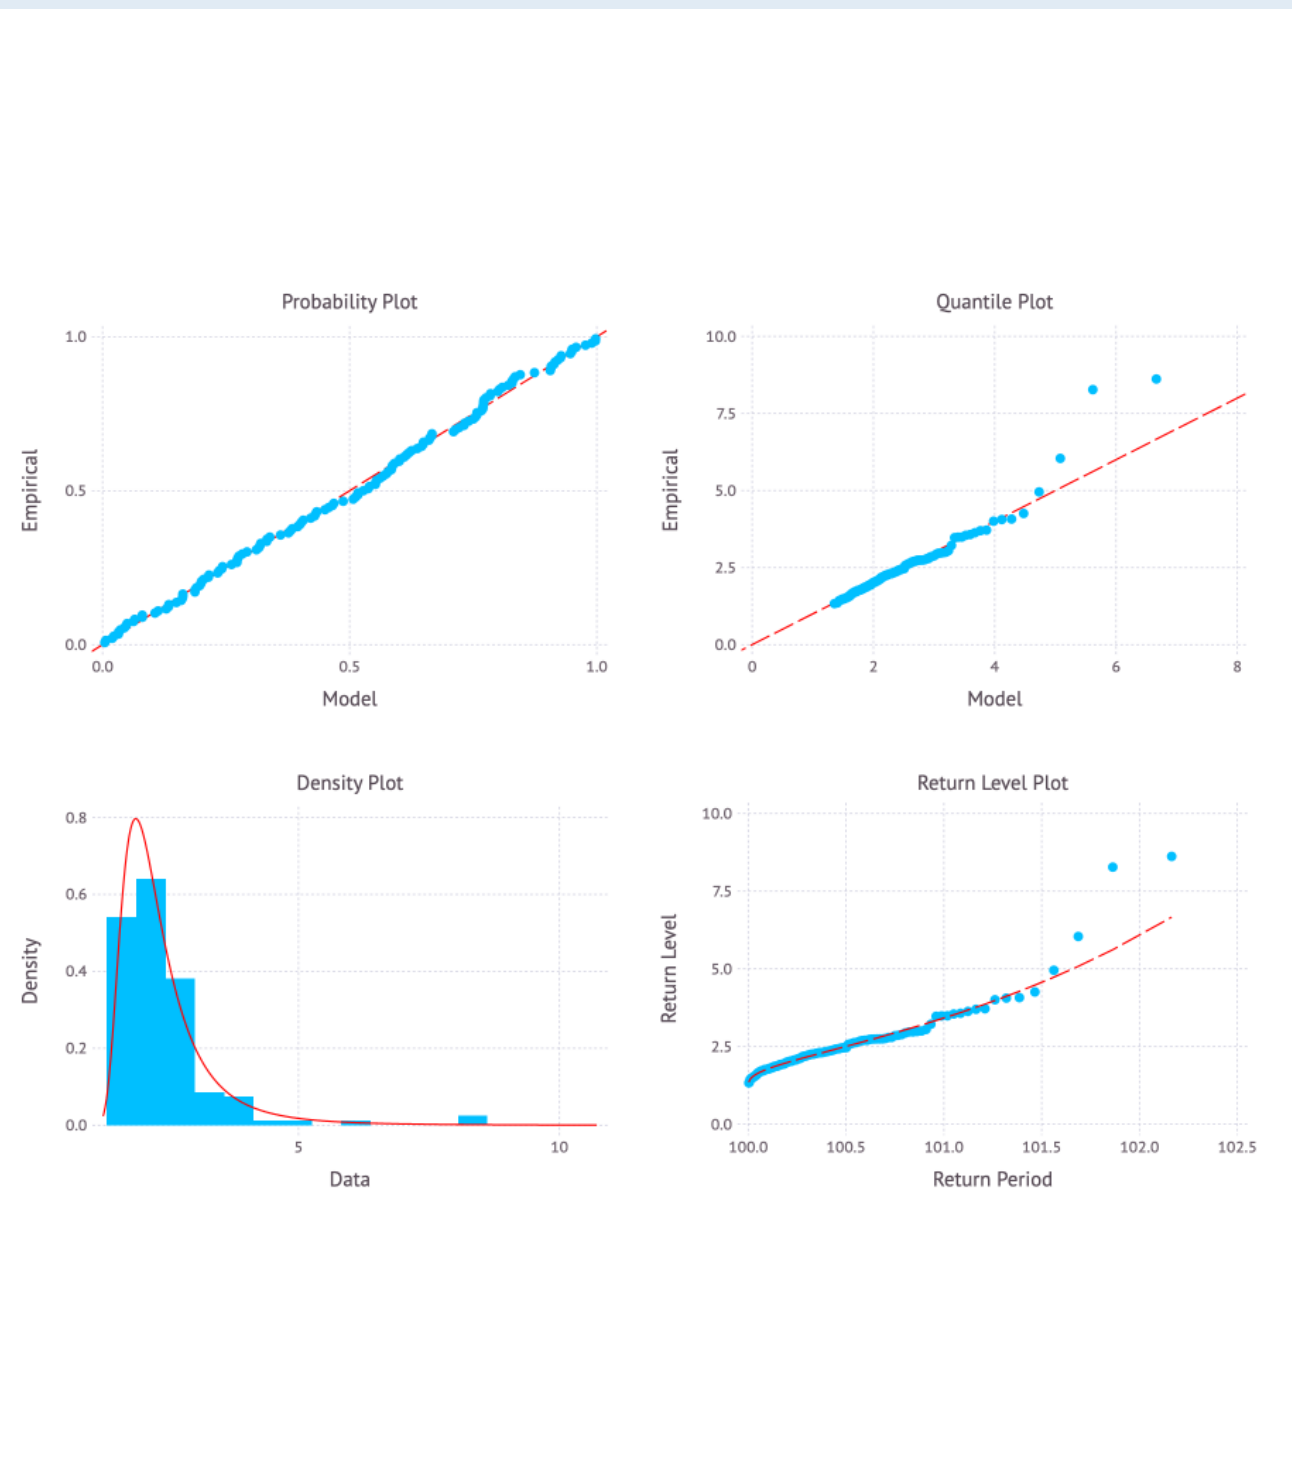 Probability Plot
1.0
0.5
0.0
0.0 0.5 1.0
Empirical
Model
Quantile Plot
10.0
7.5
5.0
2.5
0.0
0 2 4 6 8
Empirical
Model
Density Plot
0.8
0.6
0.4
0.2
0.0
5 10
Density
Data
Return Level Plot
10.0
7.5
5.0
2.5
0.0
100.0 100.5 101.0 101.5 102.0 102.5
Return Level
Return Period